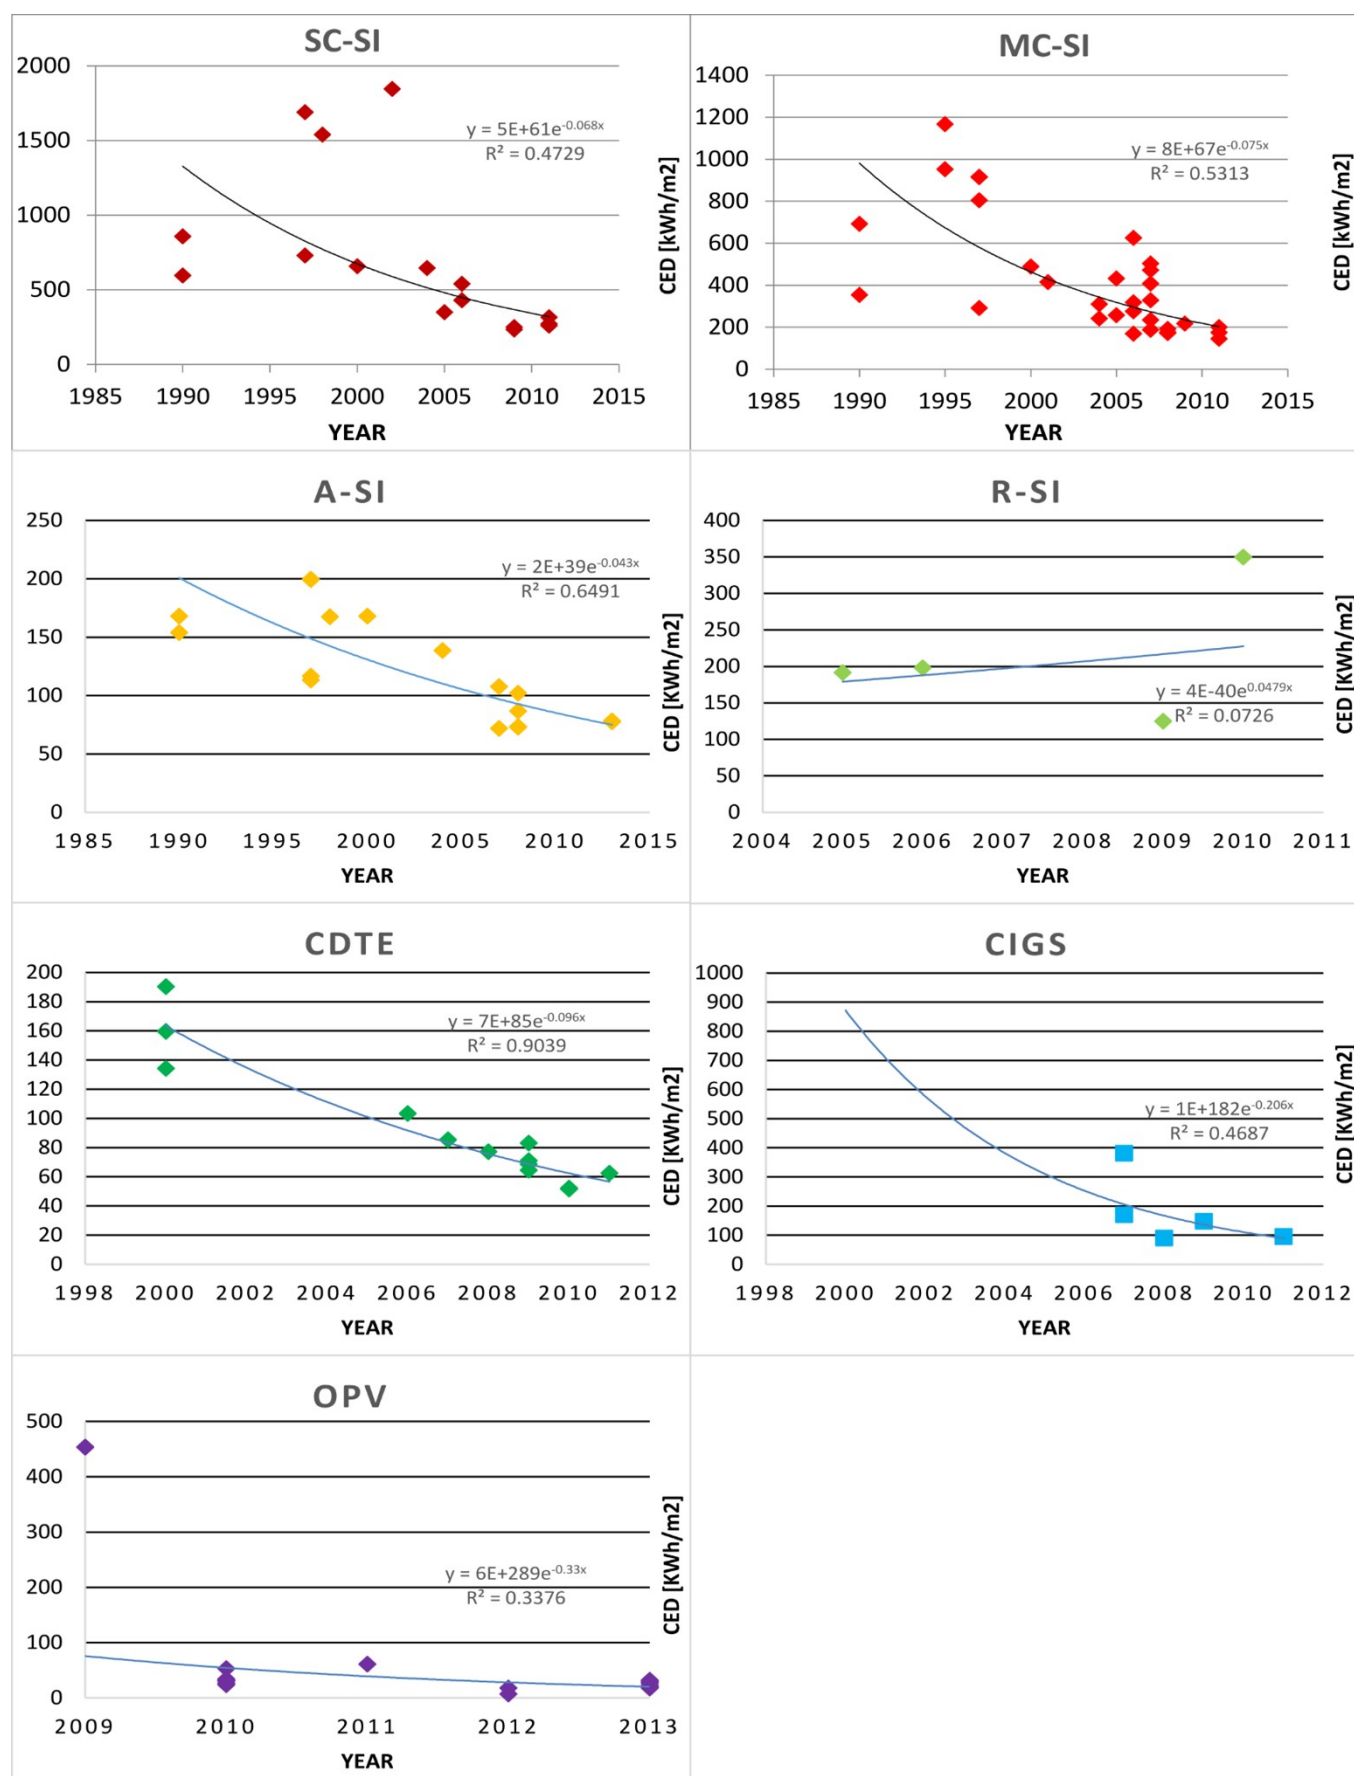 SC-SI
2000
1500
1000
500
0
1985 1990 1995 2000 2005 2010 2015
YEAR
CED [kWh/m2]
y = 5E+61e-0.068x
R² = 0.4729
MC-SI
1400
1200
1000
800
600
400
200
0
1985 1990 1995 2000 2005 2010 2015
YEAR
CED [kWh/m2]
y = 8E+67e-0.075x
R² = 0.5313
A-SI
250
200
150
100
50
0
1985 1990 1995 2000 2005 2010 2015
YEAR
CED [KWh/m2]
y = 2E+39e-0.043x
R² = 0.6491
R-SI
400
350
300
250
200
150
100
50
0
2004 2005 2006 2007 2008 2009 2010 2011
YEAR
CED [KWh/m2]
y = 4E-40e0.0479x
R² = 0.0726
CDTE
200
180
160
140
120
100
80
60
40
20
0
1998 2000 2002 2004 2006 2008 2010 2012
YEAR
CED [KWh/m2]
y = 7E+85e-0.096x
R² = 0.9039
CIGS
1000
900
800
700
600
500
400
300
200
100
0
1998 2000 2002 2004 2006 2008 2010 2012
YEAR
CED [KWh/m2]
y = 1E+182e-0.206x
R² = 0.4687
OPV
500
400
450
300
350
200
250
100
150
0
50
2009 2010 2011 2012 2013
YEAR
CED [KWh/m2]
y = 6E+289e-0.33x
R² = 0.3376